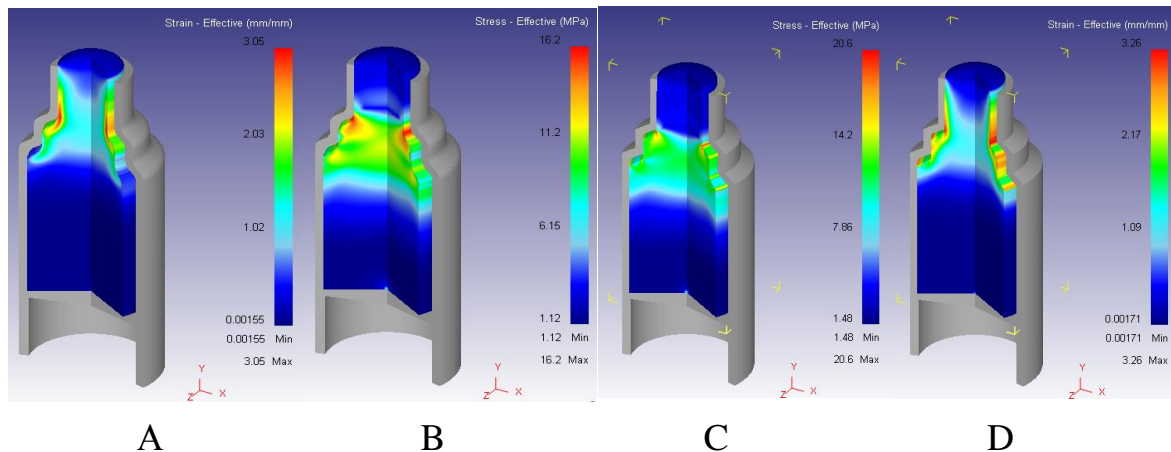 Strain - Effective (mm/mm)
3.05
2.03
1.02
0.00155
0.00155 Min
3.05 Max
Y
Z X
Stress - Effective (MPa)
16.2
11.2
6.15
1.12
1.12 Min
16.2 Max
Y
Z X
Stress - Effective (MPa)
20.6
14.2
7.86
1.48
1.48 Min
20.6 Max
Y
Z X
Strain - Effective (mm/mm)
3.26
2.17
1.09
0.00171
0.00171 Min
3.26 Max
Y
Z X
A B C D